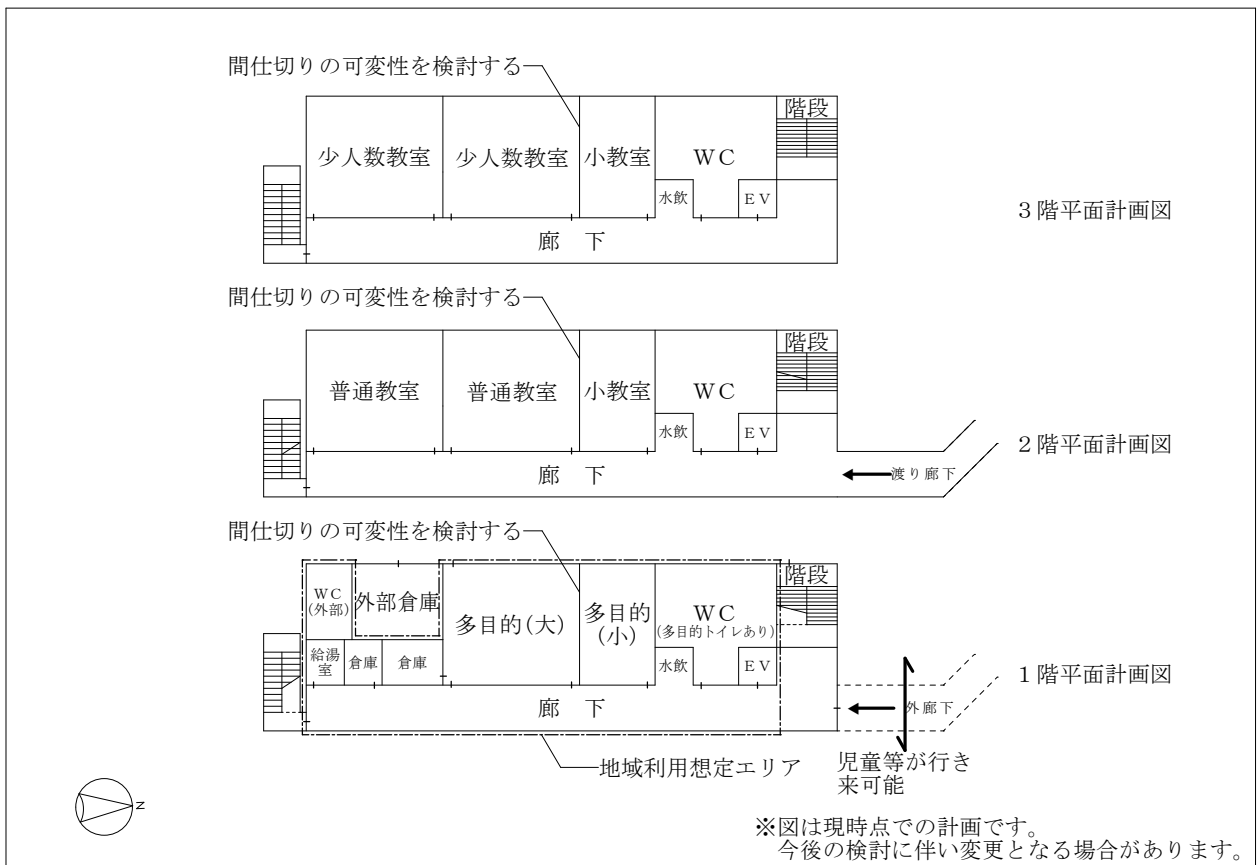 間仕切りの可変性を検討する
階段
少人数教室
少人数教室
小教室
WC
水飲
EV
廊 下
3階平面計画図
間仕切りの可変性を検討する
階段
普通教室
普通教室
小教室
WC
水飲
EV
廊 下
渡り廊下
2階平面計画図
間仕切りの可変性を検討する
階段
WC
(外部)
外部倉庫
多目的(大)
多目的
(小)
WC
(多目的トイレあり)
給湯
室
倉庫
倉庫
水飲
EV
廊 下
外廊下
1階平面計画図
地域利用想定エリア
児童等が行き
来可能
N
※図は現時点での計画です。
今後の検討に伴い変更となる場合があります。